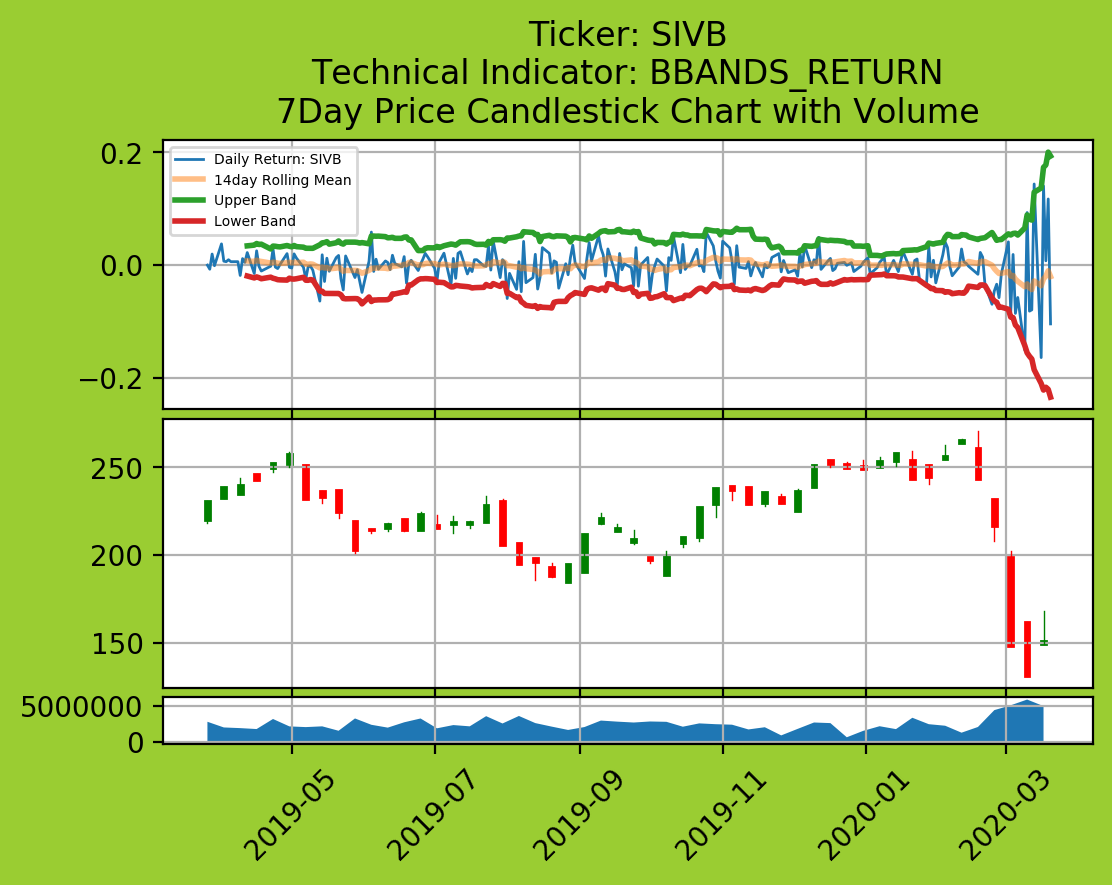 Ticker: SIVB
Technical Indicator: BBANDS_RETURN
7Day Price Candlestick Chart with Volume
0.2
0.0
−0.2
Daily Return: SIVB
14day Rolling Mean
Upper Band
Lower Band
250
200
150
5000000
0
2019-05
2019-07
2019-09
2019-11
2020-01
2020-03